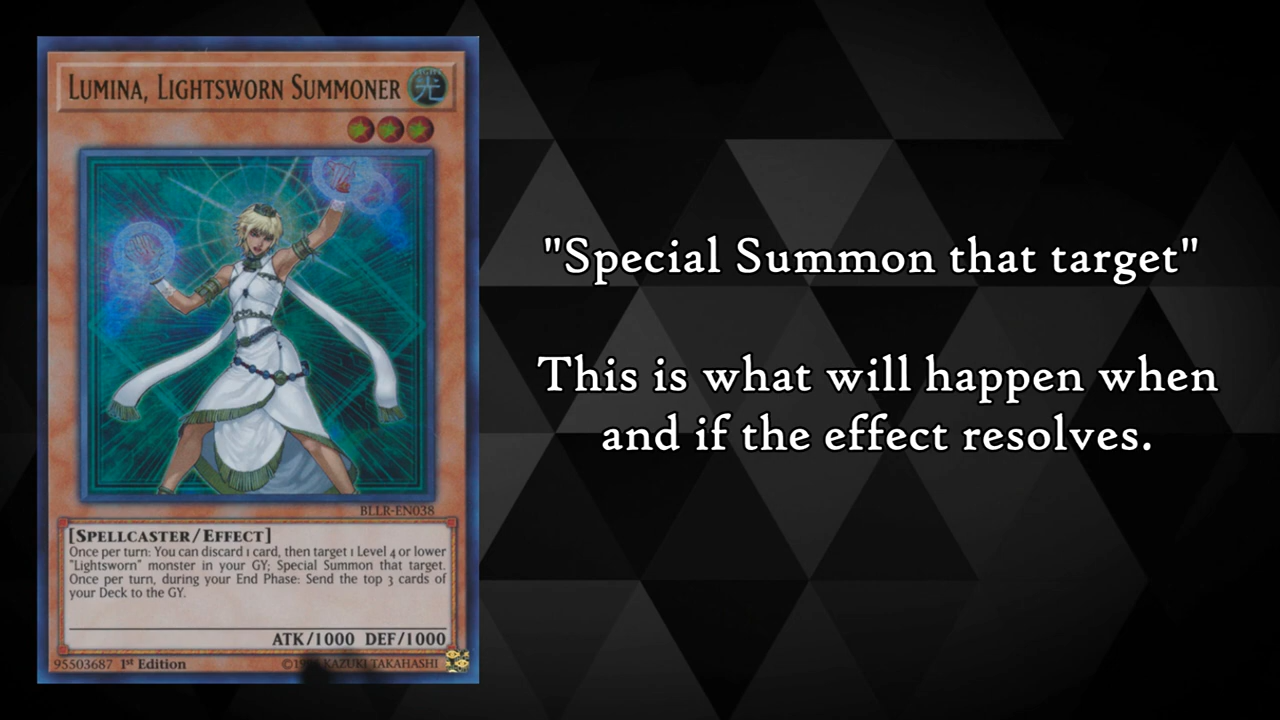 LUMINA, LIGHTSWORN SUMMONER
光
BLLR-EN038
[SPELLCASTER/EFFECT]
Once per turn: You can discard 1 card, then target 1 Level 4 or lower
"Lightsworn" monster in your GY; Special Summon that target.
Once per turn, during your End Phase: Send the top 3 cards of
your Deck to the GY.
ATK/1000 DEF/1000
95503687 1st Edition
KAZUKI TAKAHASHI
"Special Summon that target"
This is what will happen when
and if the effect resolves.